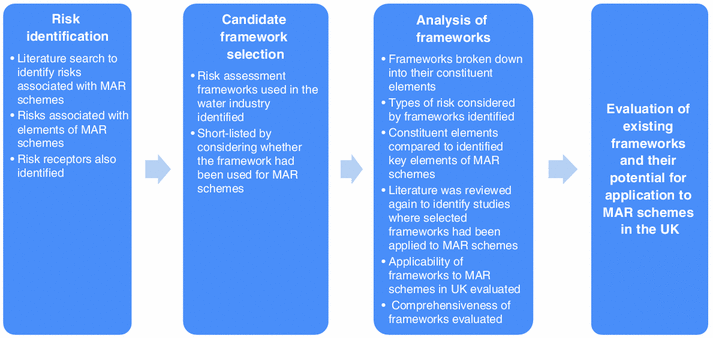 Risk
identification
• Literature search to
identify risks
associated with MAR
schemes
• Risks associated with
elements of MAR
schemes
• Risk receptors also
identified
Candidate
framework
selection
• Risk assessment
frameworks used in the
water industry
identified
• Short-listed by
considering whether
the framework had
been used for MAR
schemes
Analysis of
frameworks
• Frameworks broken down
into their constituent
elements
• Types of risk considered
by frameworks identified
• Constituent elements
compared to identified
key elements of MAR
schemes
• Literature was reviewed
again to identify studies
where selected
frameworks had been
applied to MAR schemes
• Applicability of
frameworks to MAR
schemes in UK evaluated
• Comprehensiveness of
frameworks evaluated
Evaluation of
existing
frameworks
and their
potential for
application to
MAR schemes
in the UK